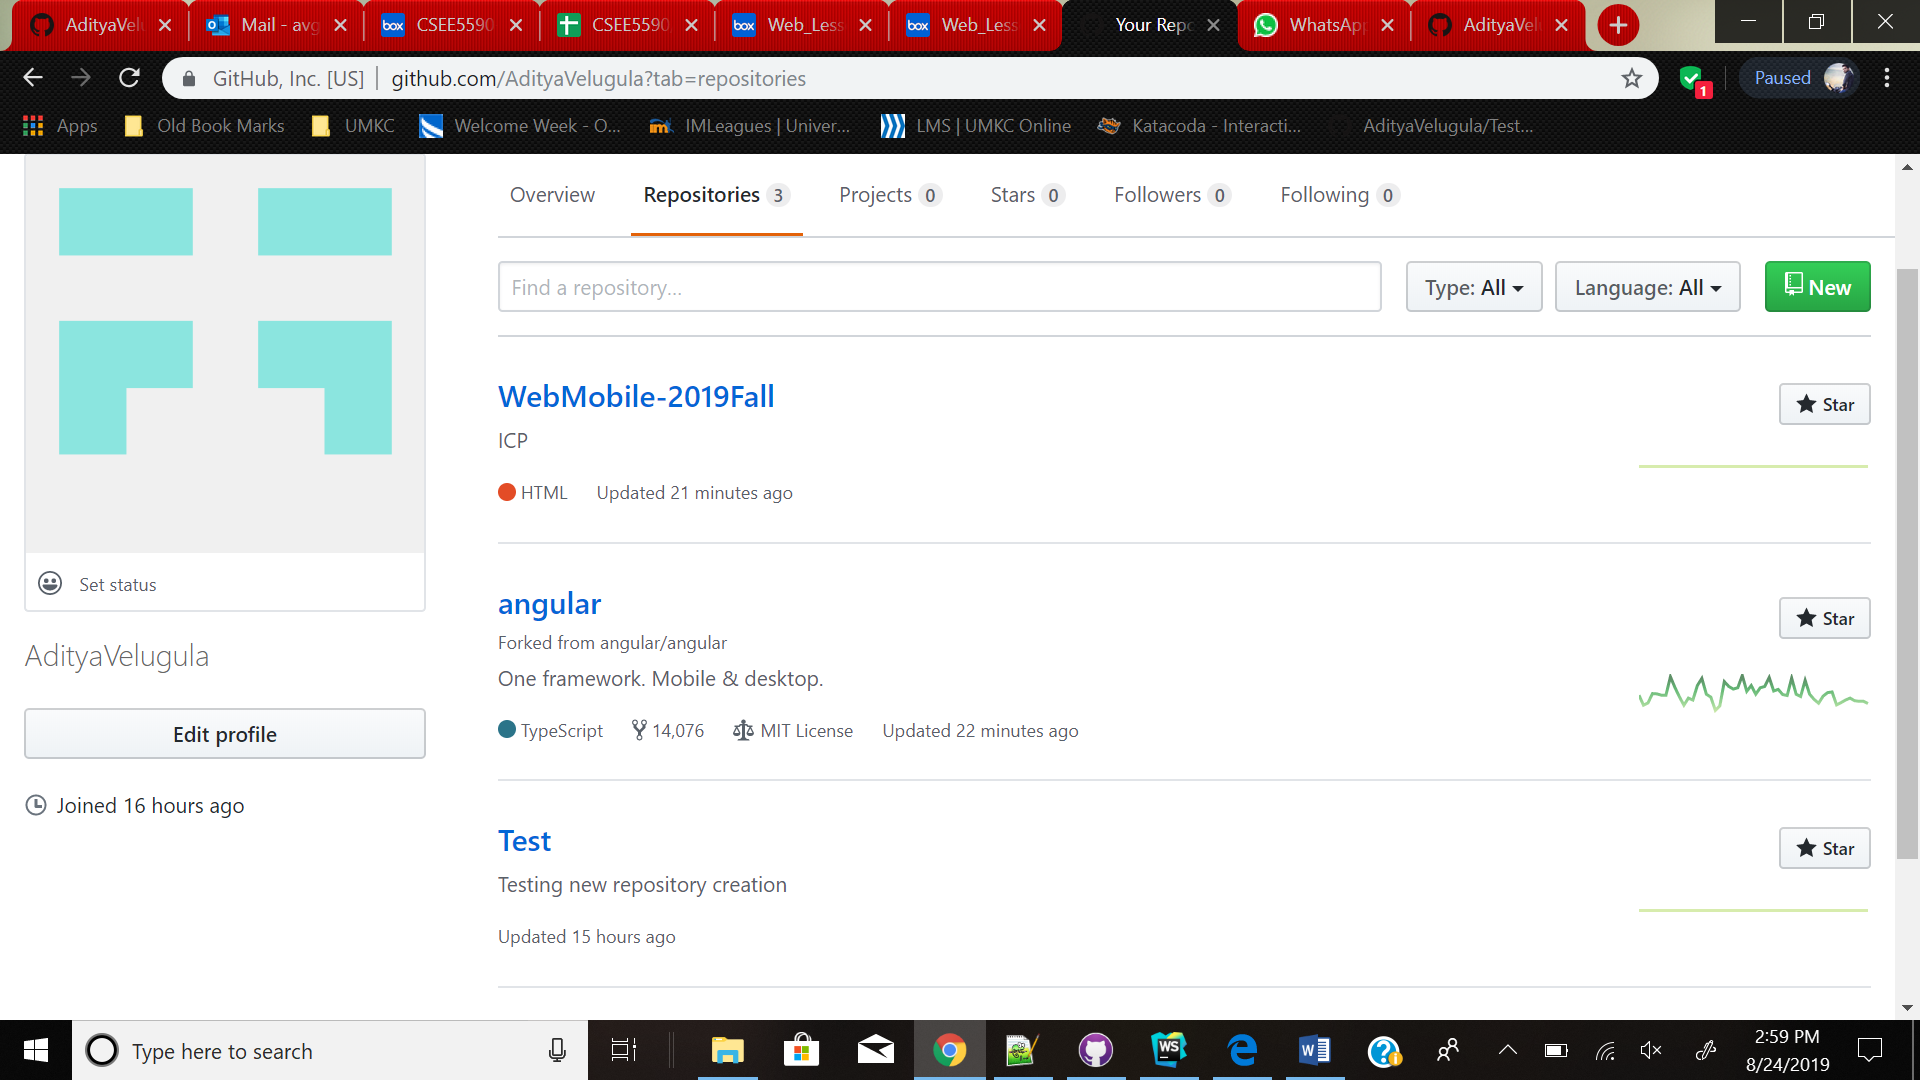 AdityaVelu
Mail - avg
CSEE5590
CSEE5590
Web_Less
Web_Less
Your Repo
WhatsApp
AdityaVelu
GitHub, Inc. [US] | github.com/AdityaVelugula?tab=repositories
1
Paused
Apps
Old Book Marks
UMKC
Welcome Week - O...
IMLeagues | Univer...
LMS | UMKC Online
Katacoda - Interacti...
AdityaVelugula/Test...
Overview
Repositories 3
Projects 0
Stars 0
Followers 0
Following 0
Find a repository...
Type: All
Language: All
New
WebMobile-2019Fall
Star
ICP
HTML Updated 21 minutes ago
Set status
angular
Star
Forked from angular/angular
One framework. Mobile & desktop.
TypeScript 14,076 MIT License Updated 22 minutes ago
AdityaVelugula
Edit profile
Joined 16 hours ago
Test
Star
Testing new repository creation
Updated 15 hours ago
Type here to search
WS
2:59 PM
8/24/2019